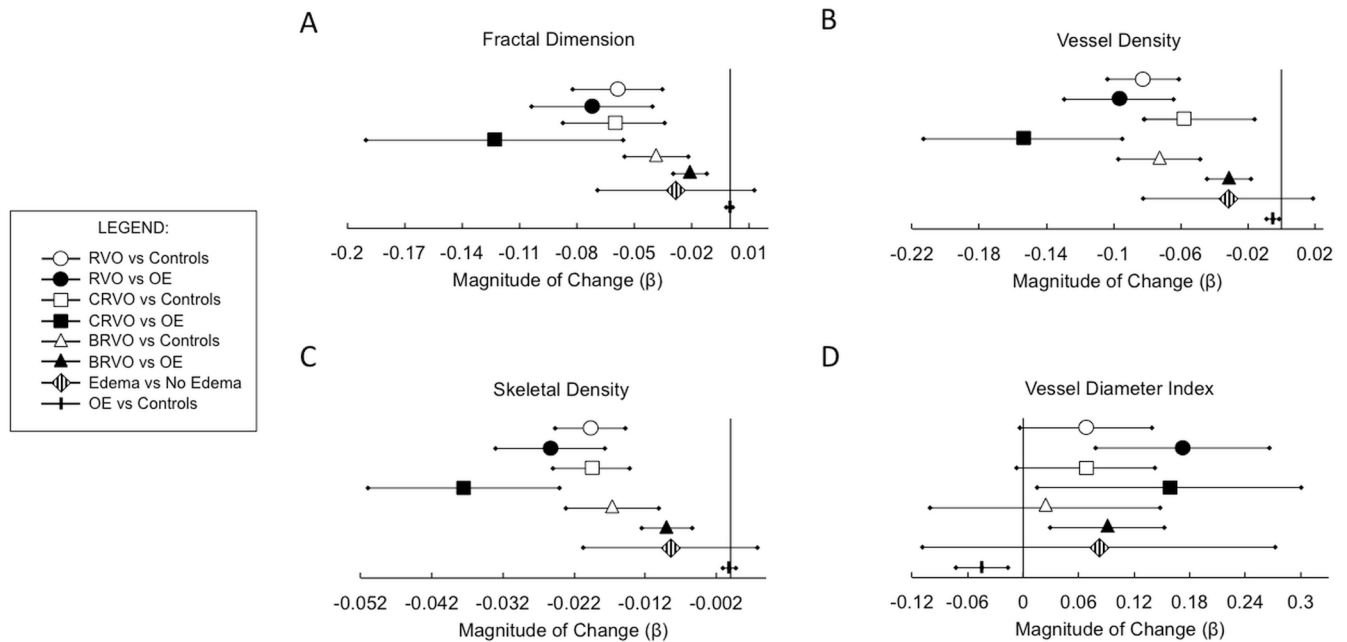 A
Fractal Dimension
-0.2 -0.17 -0.14 -0.11 -0.08 -0.05 -0.02 0.01
Magnitude of Change (β)
B
Vessel Density
-0.22 -0.18 -0.14 -0.1 -0.06 -0.02 0.02
Magnitude of Change (β)
LEGEND:
RVO vs Controls
RVO vs OE
CRVO vs Controls
CRVO vs OE
BRVO vs Controls
BRVO vs OE
Edema vs No Edema
OE vs Controls
C
Skeletal Density
-0.052 -0.042 -0.032 -0.022 -0.012 -0.002
Magnitude of Change (β)
D
Vessel Diameter Index
-0.12 -0.06 0 0.06 0.12 0.18 0.24 0.3
Magnitude of Change (β)